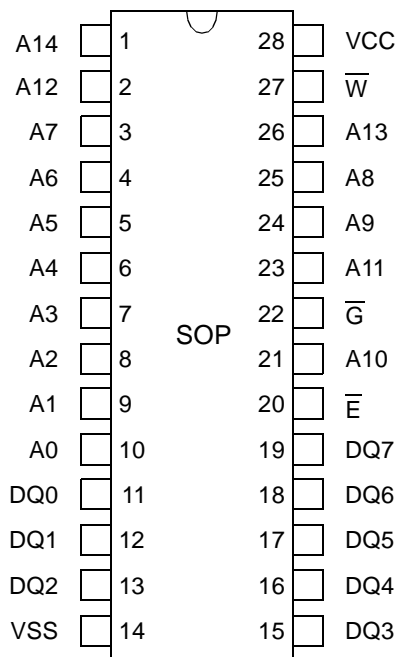 A14 1 28 VCC
A12 2 27 W̅
A7 3 26 A13
A6 4 25 A8
A5 5 24 A9
A4 6 23 A11
A3 7 22 G̅
SOP
A2 8 21 A10
A1 9 20 E̅
A0 10 19 DQ7
DQ0 11 18 DQ6
DQ1 12 17 DQ5
DQ2 13 16 DQ4
VSS 14 15 DQ3